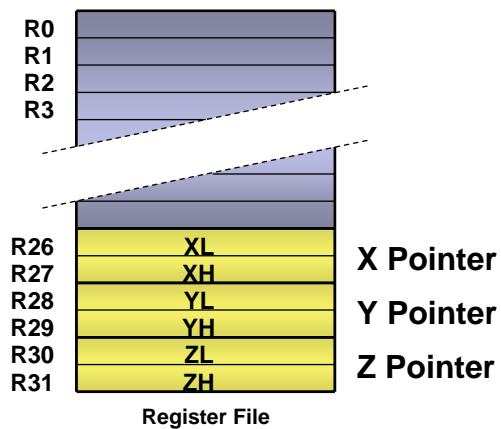 R0
R1
R2
R3
R26 XL
R27 XH
X Pointer
R28 YL
R29 YH
Y Pointer
R30 ZL
R31 ZH
Z Pointer
Register File